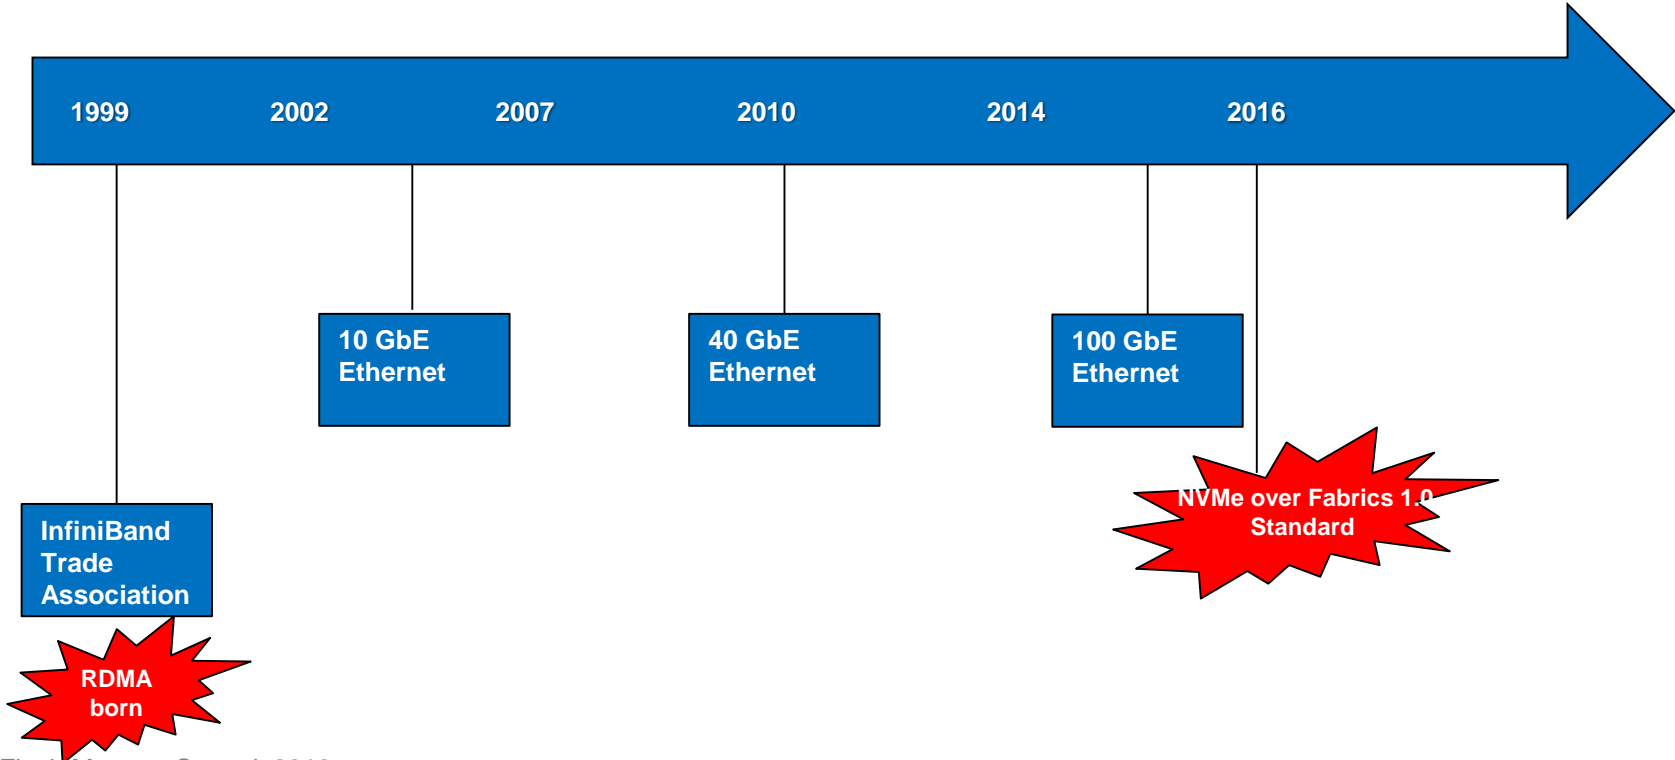 1999 2002 2007 2010 2014 2016
10 GbE
Ethernet
40 GbE
Ethernet
100 GbE
Ethernet
NVMe over Fabrics 1.0
Standard
InfiniBand
Trade
Association
RDMA
born